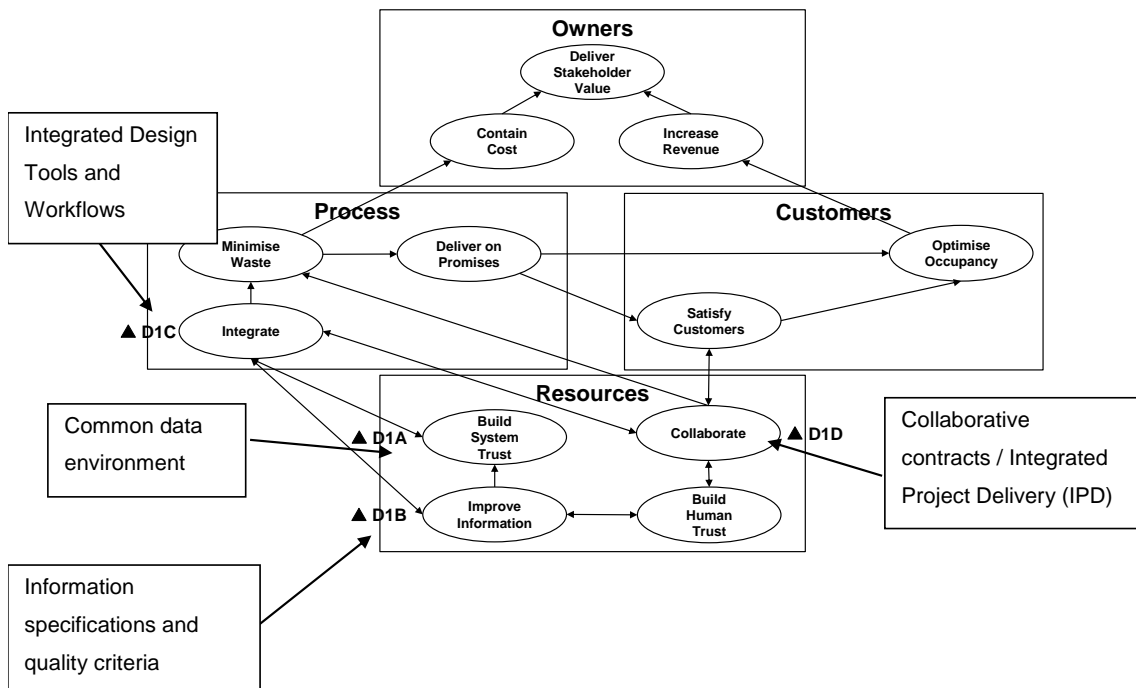 Owners
Deliver
Stakeholder
Value
Contain
Cost
Increase
Revenue
Integrated Design
Tools and
Workflows
Process
Minimise
Waste
Deliver on
Promises
▲ D1C
Integrate
Customers
Optimise
Occupancy
Satisfy
Customers
Resources
Build
System
Trust
Collaborate
Improve
Information
Build
Human
Trust
Common data
environment
▲ D1A
▲ D1B
▲ D1D
Collaborative
contracts / Integrated
Project Delivery (IPD)
Information
specifications and
quality criteria